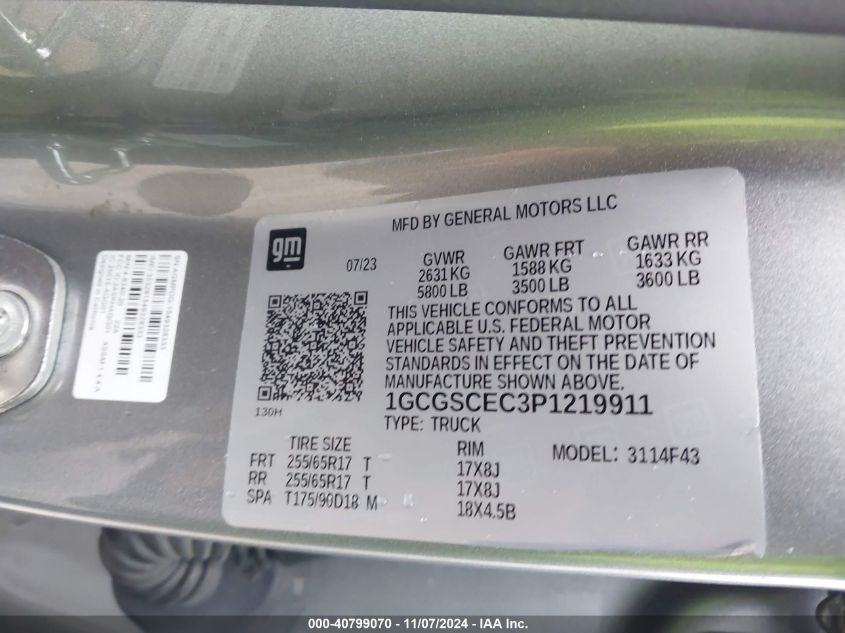 MFD BY GENERAL MOTORS LLC
gm
07/23
GVWR GAWR FRT GAWR RR
2631 KG 1588 KG 1633 KG
5800 LB 3500 LB 3600 LB
THIS VEHICLE CONFORMS TO ALL
APPLICABLE U.S. FEDERAL MOTOR
VEHICLE SAFETY AND THEFT PREVENTION
STANDARDS IN EFFECT ON THE DATE OF
MANUFACTURE SHOWN ABOVE.
130H
1GCGSCEC3P1219911
TYPE: TRUCK
TIRE SIZE RIM MODEL: 3114F43
FRT 255/65R17 T 17X8J
RR 255/65R17 T 17X8J
SPA T175/90D18 M 18X4.5B
000-40799070 - 11/07/2024 - IAA Inc.